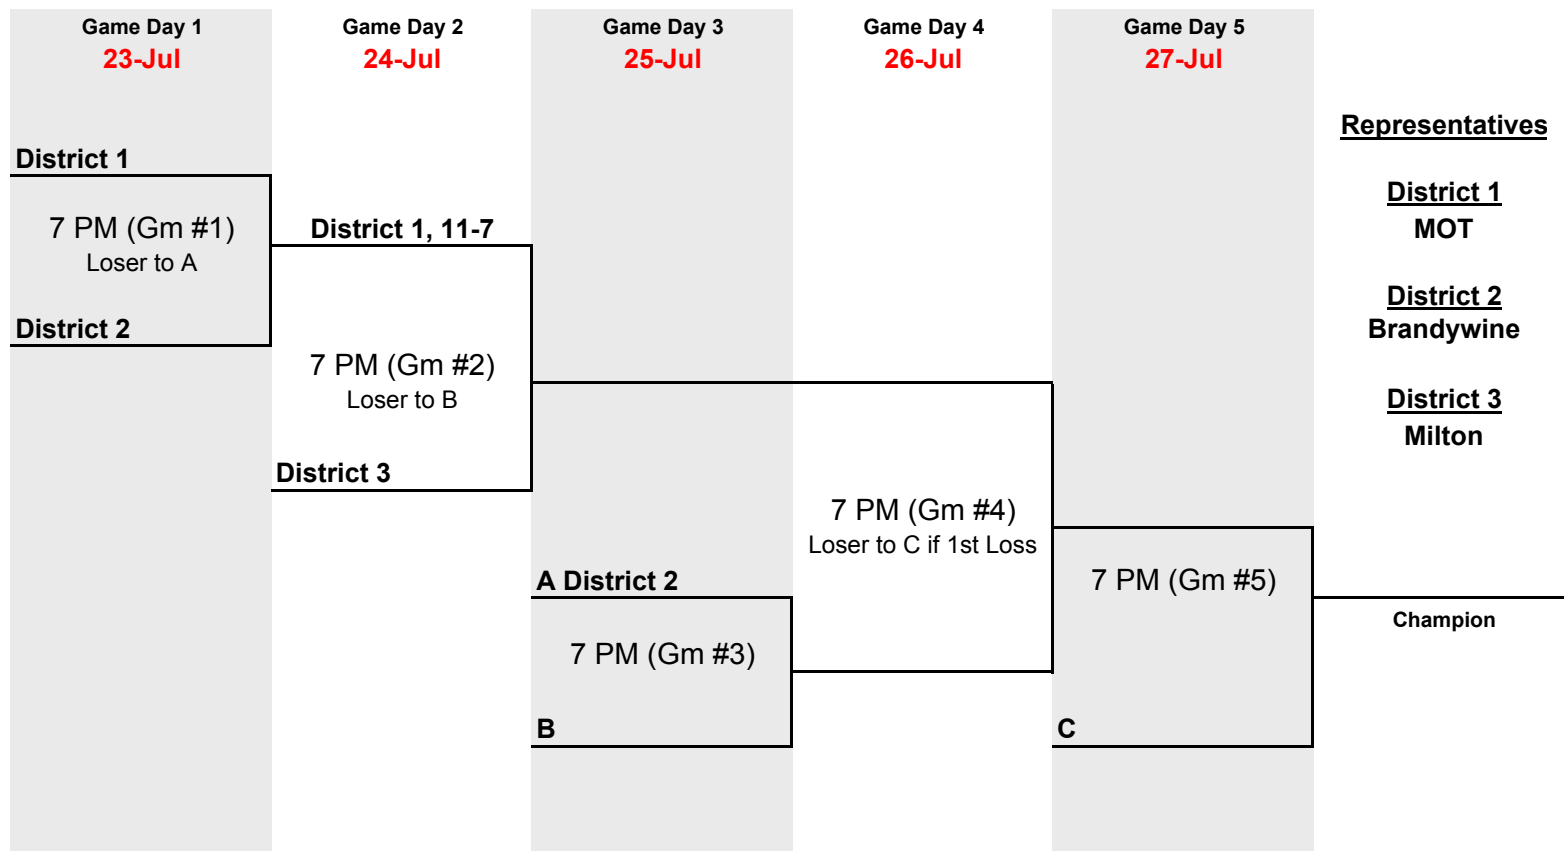 Game Day 1
23-Jul
Game Day 2
24-Jul
Game Day 3
25-Jul
Game Day 4
26-Jul
Game Day 5
27-Jul
District 1
7 PM (Gm #1)
Loser to A
District 2
District 1, 11-7
7 PM (Gm #2)
Loser to B
District 3
A District 2
7 PM (Gm #3)
B
7 PM (Gm #4)
Loser to C if 1st Loss
7 PM (Gm #5)
C
Champion
Representatives
District 1
MOT
District 2
Brandywine
District 3
Milton